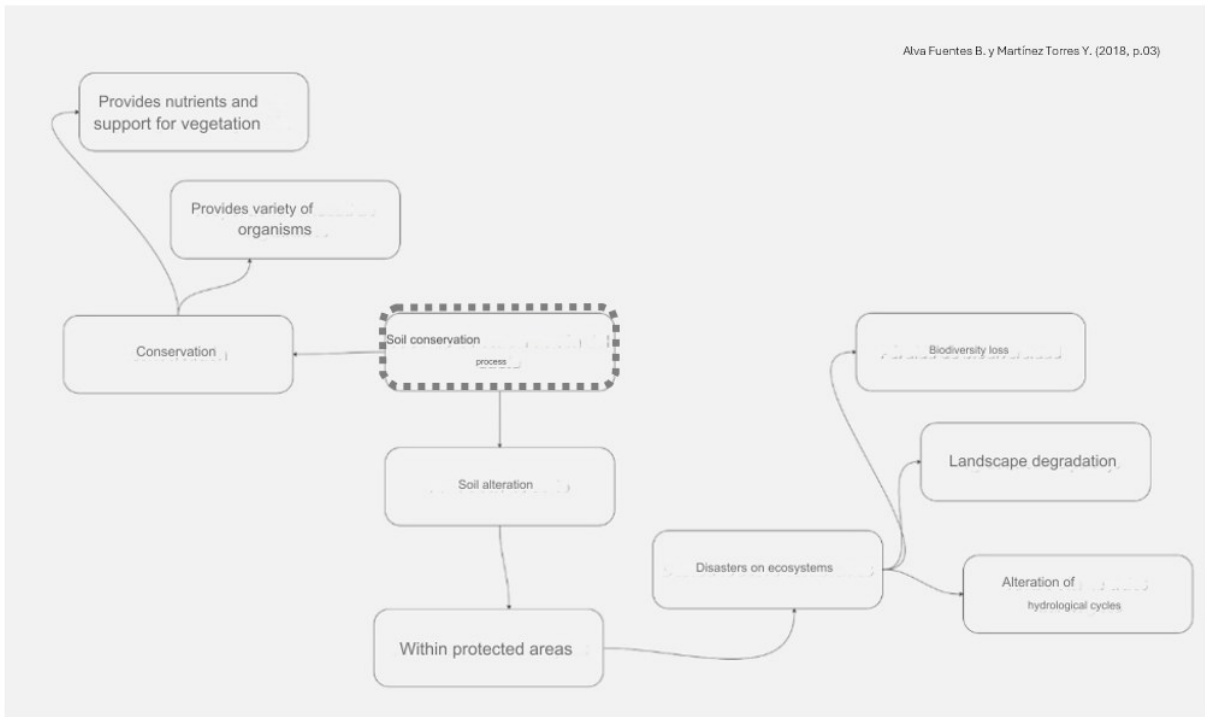 Alva Fuentes B. y Martínez Torres Y. (2018, p.03)
Provides nutrients and
support for vegetation
Provides variety of
organisms
Conservation
Soil conservation
process
Biodiversity loss
Soil alteration
Landscape degradation
Disasters on ecosystems
Alteration of
hydrological cycles
Within protected areas